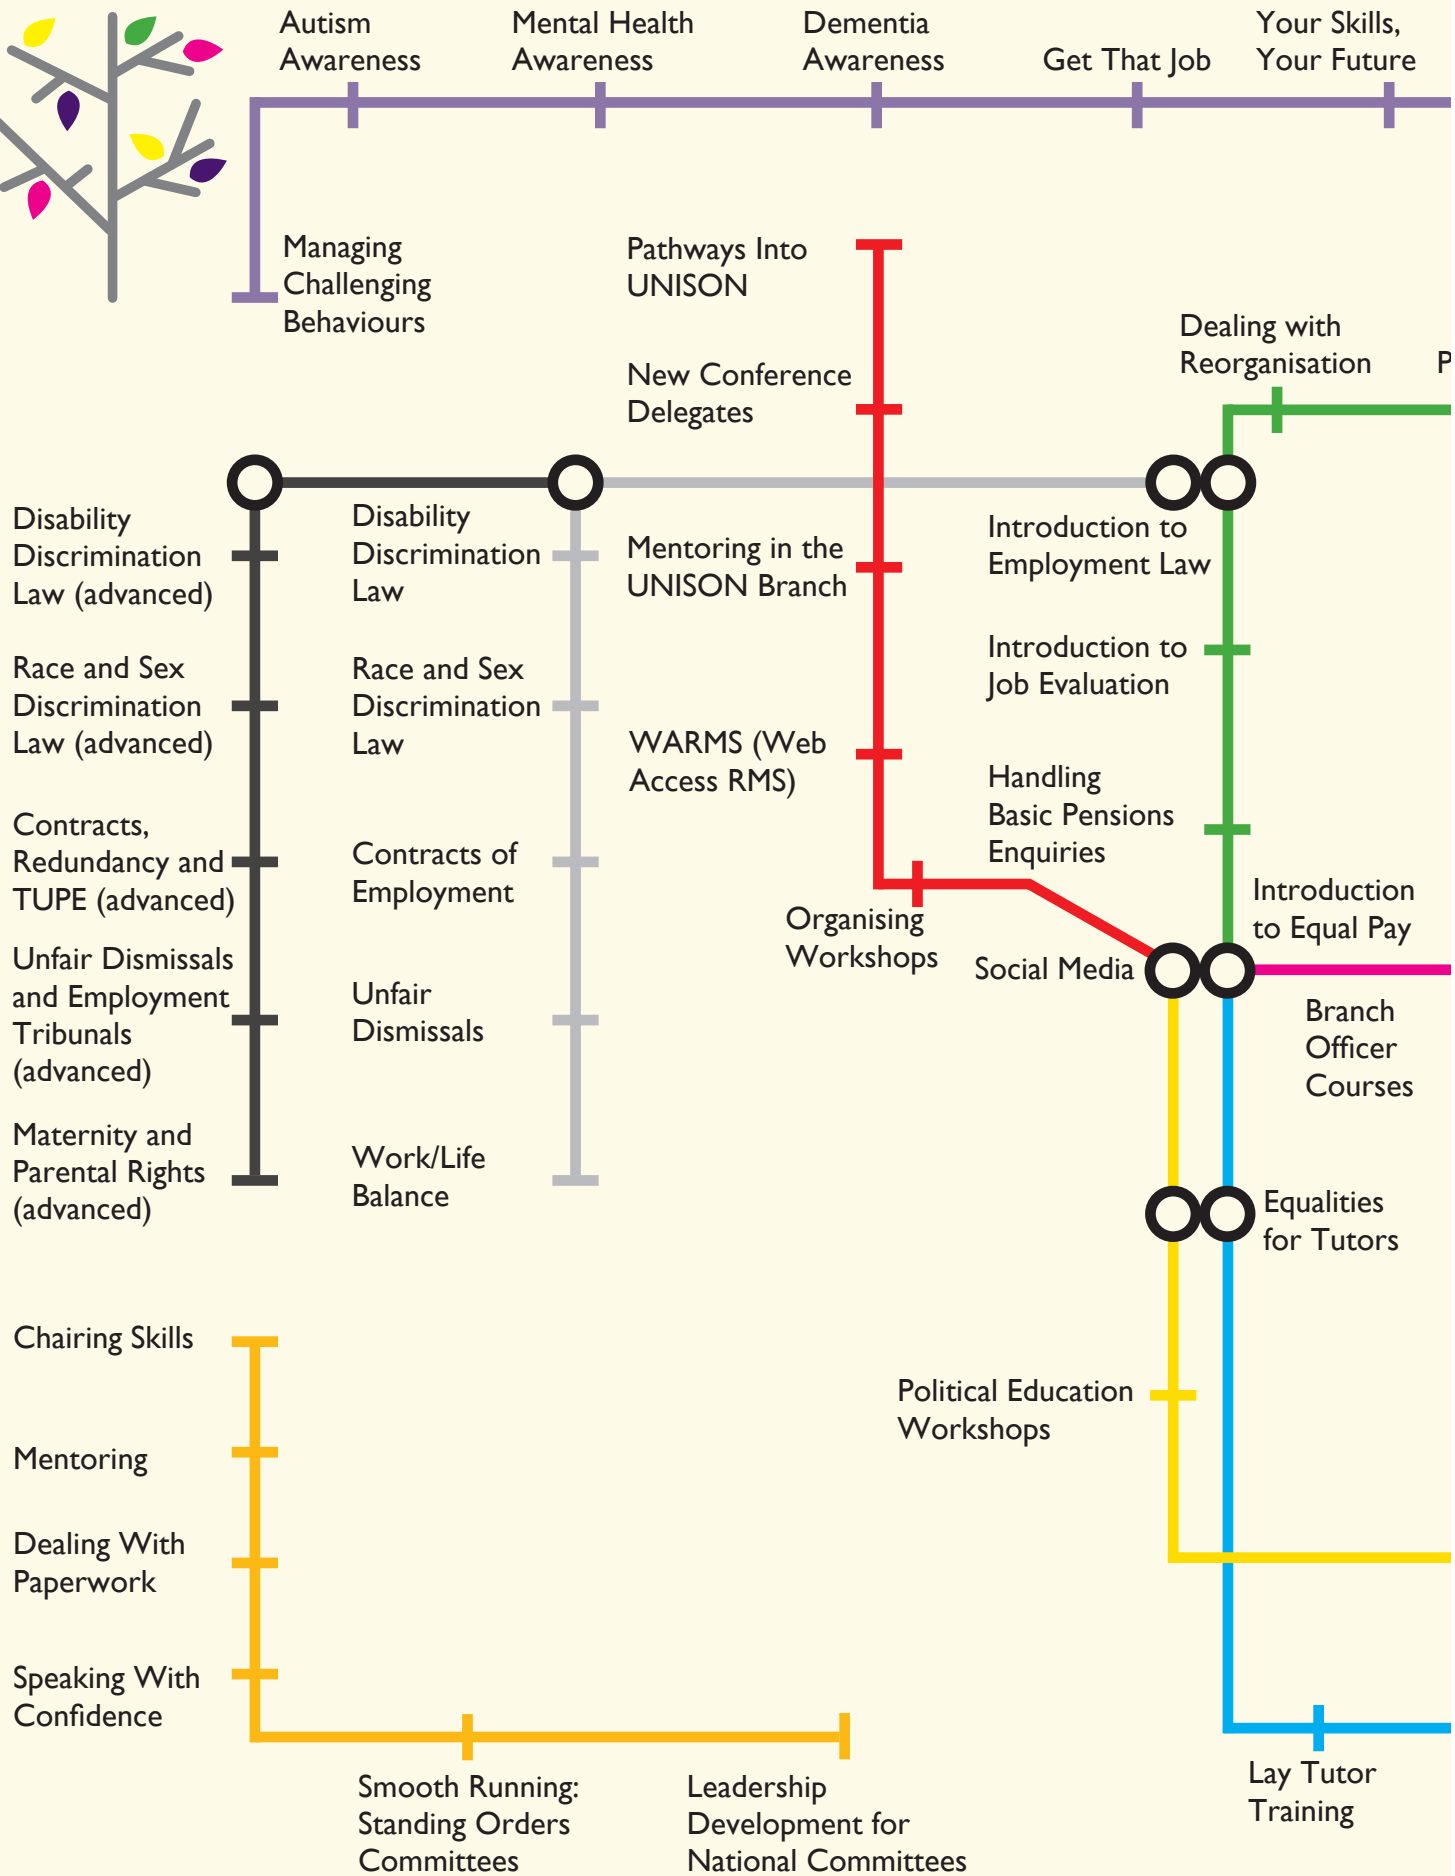 Autism
Awareness
Mental Health
Awareness
Dementia
Awareness
Get That Job
Your Skills,
Your Future
Managing
Challenging
Behaviours
Pathways Into
UNISON
New Conference
Delegates
Dealing with
Reorganisation
P
Disability
Discrimination
Law (advanced)
Disability
Discrimination
Law
Mentoring in the
UNISON Branch
Introduction to
Employment Law
Race and Sex
Discrimination
Law (advanced)
Race and Sex
Discrimination
Law
WARMS (Web
Access RMS)
Introduction to
Job Evaluation
Handling
Basic Pensions
Enquiries
Contracts,
Redundancy and
TUPE (advanced)
Contracts of
Employment
Organising
Workshops
Social Media
Introduction
to Equal Pay
Unfair Dismissals
and Employment
Tribunals
(advanced)
Unfair
Dismissals
Branch
Officer
Courses
Maternity and
Parental Rights
(advanced)
Work/Life
Balance
Equalities
for Tutors
Chairing Skills
Mentoring
Dealing With
Paperwork
Speaking With
Confidence
Political Education
Workshops
Smooth Running:
Standing Orders
Committees
Leadership
Development for
National Committees
Lay Tutor
Training